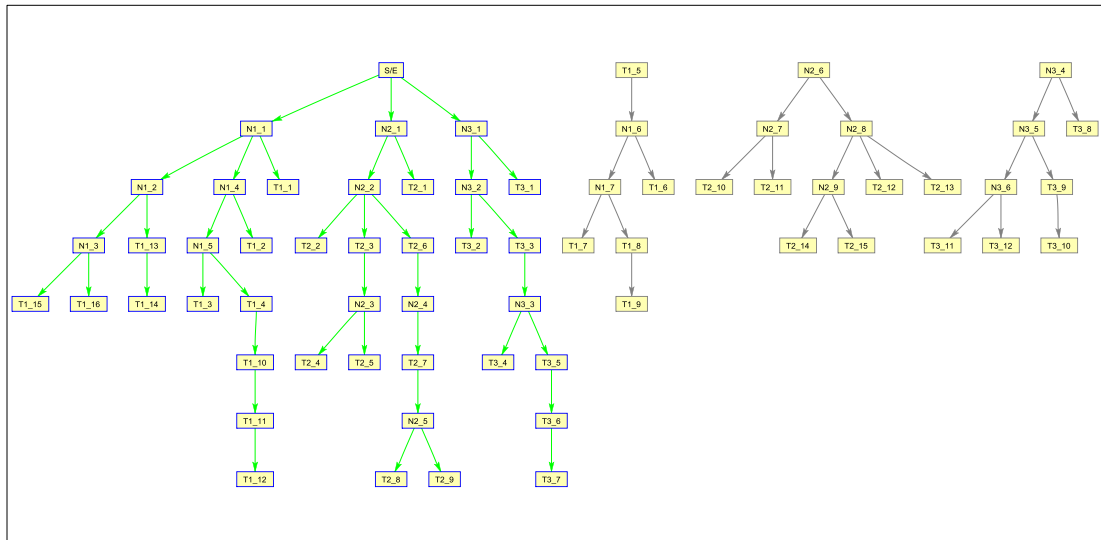 S/E T1_5 N2_6 N3_4
N1_1 N2_1 N3_1 N1_6 N2_7 N2_8 N3_5 T3_8
N1_2 N1_4 T1_1 N2_2 T2_1 N3_2 T3_1 N1_7 T1_6 T2_10 T2_11 N2_9 T2_12 T2_13 N3_6 T3_9
N1_3 T1_13 N1_5 T1_2 T2_2 T2_3 T2_6 T3_2 T3_3 T1_7 T1_8 T2_14 T2_15 T3_11 T3_12 T3_10
T1_15 T1_16 T1_14 T1_3 T1_4 N2_3 N2_4 N3_3 T1_9
T1_10 T2_4 T2_5 T2_7 T3_4 T3_5
T1_11 N2_5 T3_6
T1_12 T2_8 T2_9 T3_7